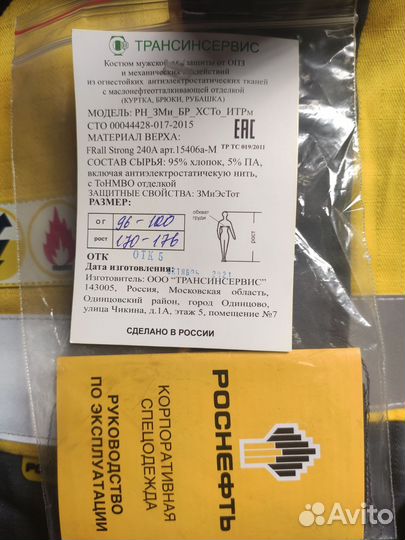 ТРАНСИНСЕРВИС
Костюм мужской для защиты от ОПЗ
и механических воздействий
из огнестойких антиэлектростатических тканей
с маслонефтеотталкивающей отделкой
(КУРТКА, БРЮКИ, РУБАШКА)
МОДЕЛЬ: РН_ЗМи_БР_ХСТо_ИТРм
СТО 00044428-017-2015
МАТЕРИАЛ ВЕРХА:
ЕАС
FRall Strong 240A арт.15406а-М ТР ТС 019/2011
СОСТАВ СЫРЬЯ: 95% хлопок, 5% ПА,
включая антиэлектростатическую нить,
с ТоНМВО отделкой
ЗАЩИТНЫЕ СВОЙСТВА: ЗМиЭсТот
РАЗМЕР:
о г 96-100
рост 170-176
обхват груди
рост
ОТК ОТК 5
Дата изготовления: ОКТЯБРЬ 2021
Изготовитель: ООО "ТРАНСИНСЕРВИС"
143005, Россия, Московская область,
Одинцовский район, город Одинцово,
улица Чикина, д.1А, этаж 5, помещение №7
СДЕЛАНО В РОССИИ
РОСНЕФТЬ
КОРПОРАТИВНАЯ
СПЕЦОДЕЖДА
РУКОВОДСТВО
ПО ЭКСПЛУАТАЦИИ
Avito